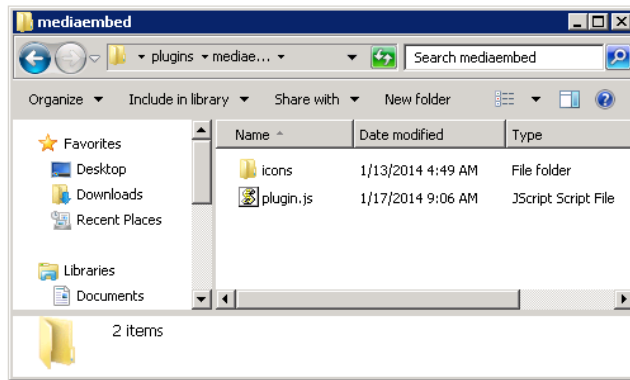 mediaembed
plugins mediae... Search mediaembed
Organize Include in library Share with New folder
Name Date modified Type
Favorites
Desktop
Downloads
Recent Places
Libraries
Documents
icons 1/13/2014 4:49 AM File folder
plugin.js 1/17/2014 9:06 AM JScript Script File
2 items